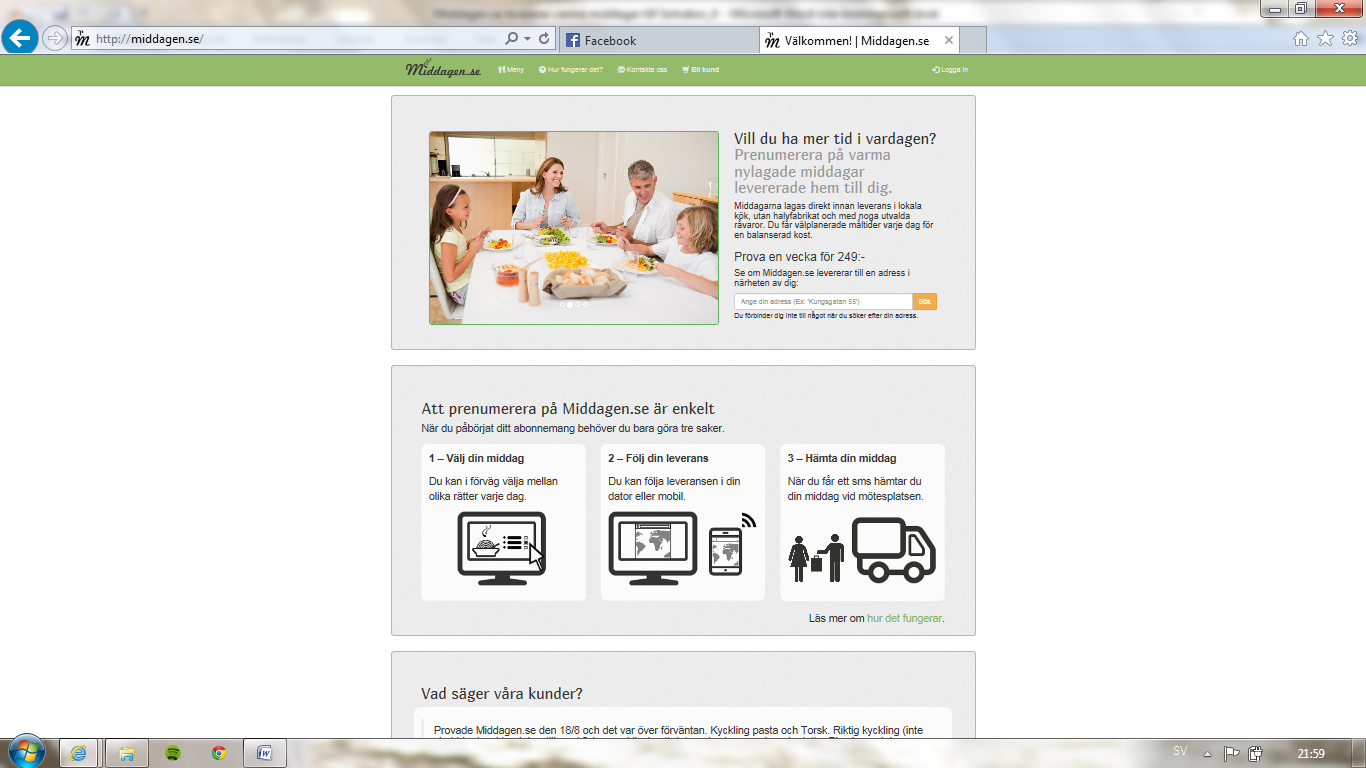 http://middagen.se/
Facebook
Välkommen! | Middagen.se
Middagen.se
Meny
Hur fungerar det?
Kontakta oss
Bli kund
Logga in
Vill du ha mer tid i vardagen?
Prenumerera på varma
nylagade middagar
levererade hem till dig.
Middagarna lagas direkt innan leverans i lokala
kök, utan halvfabrikat och med noga utvalda
råvaror. Du får välplanerade måltider varje dag för
en balanserad kost.
Prova en vecka för 249:-
Se om Middagen.se levererar till en adress i
närheten av dig:
Ange din adress (Ex: 'Kungsgatan 55')
Sök
Du förbinder dig inte till något när du söker efter din adress.
Att prenumerera på Middagen.se är enkelt
När du påbörjat ditt abonnemang behöver du bara göra tre saker.
1 – Välj din middag
Du kan i förväg välja mellan
olika rätter varje dag.
2 – Följ din leverans
Du kan följa leveransen i din
dator eller mobil.
3 – Hämta din middag
När du får ett sms hämtar du
din middag vid mötesplatsen.
Läs mer om hur det fungerar.
Vad säger våra kunder?
Provade Middagen.se den 18/8 och det var över förväntan. Kyckling pasta och Torsk. Riktig kyckling (inte
SV
21:59